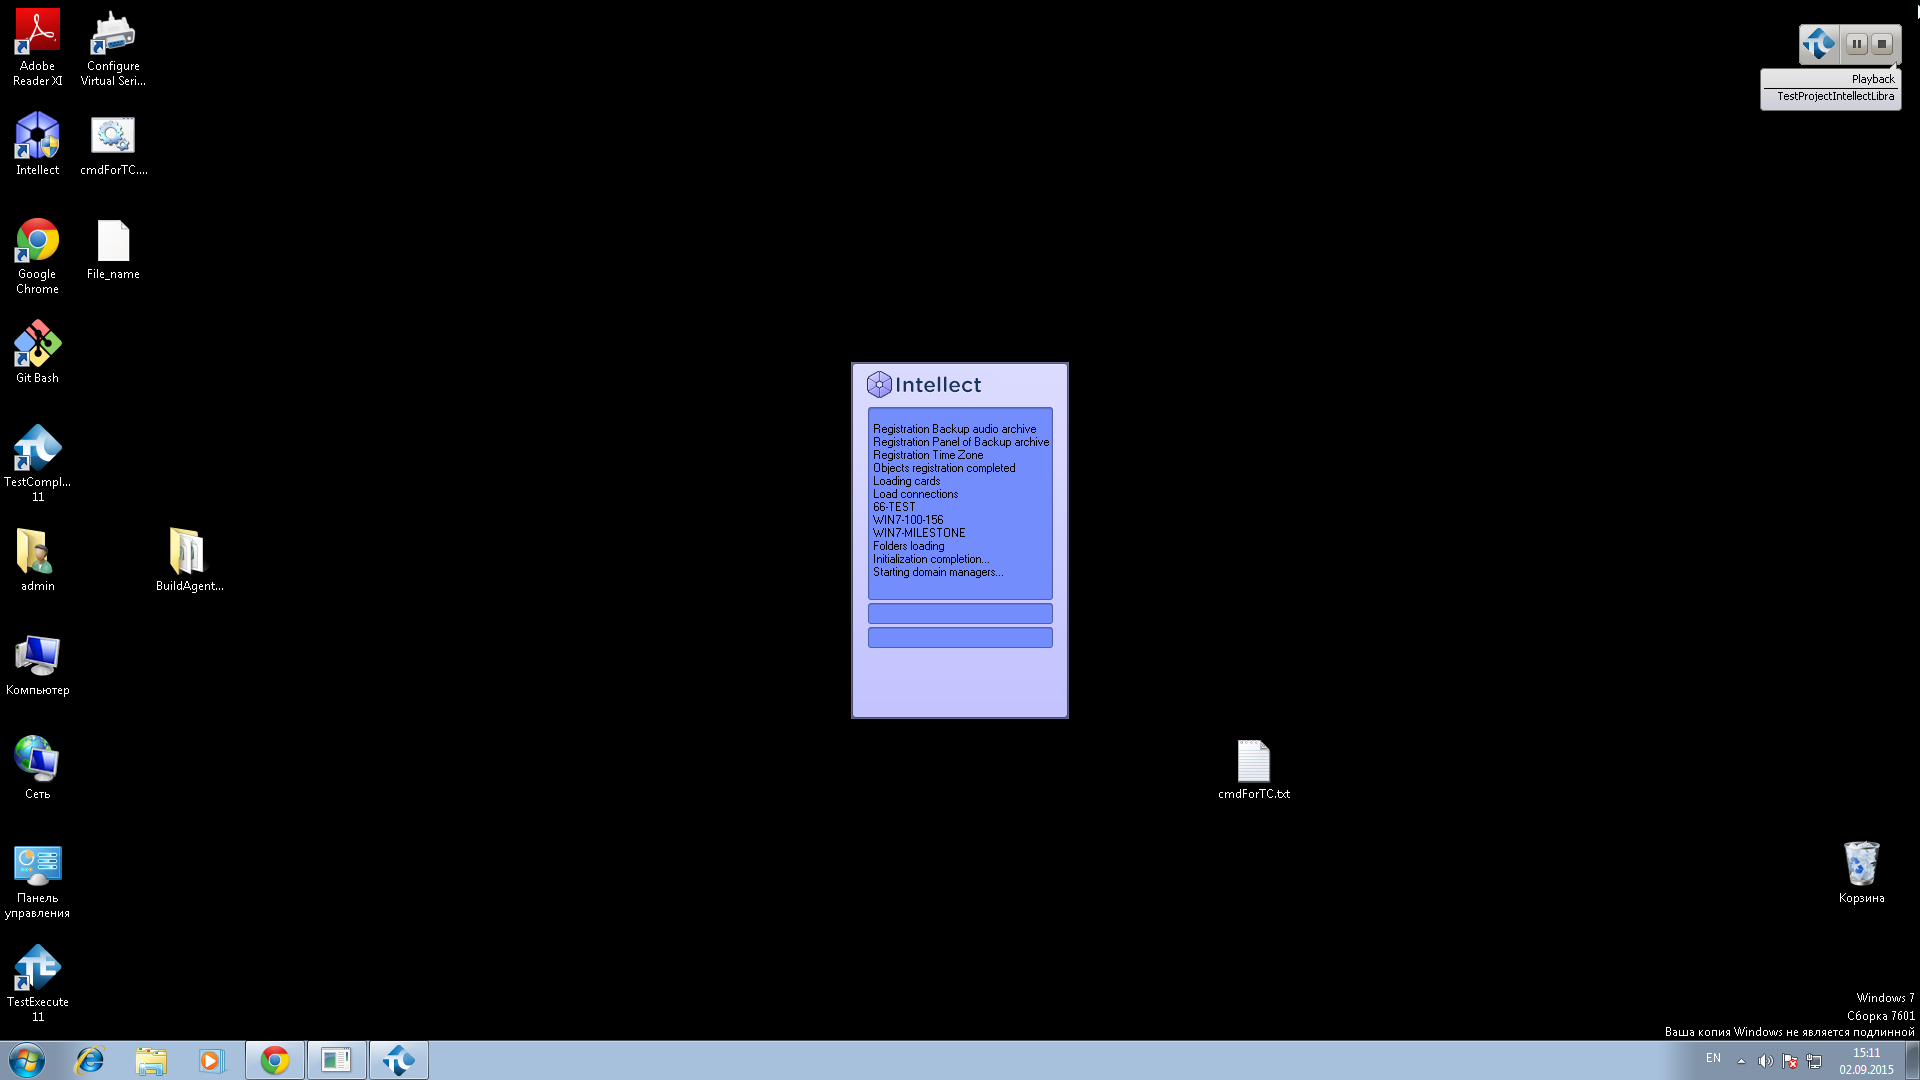 Adobe
Reader XI
Configure
Virtual Seri...
Intellect
cmdForTC....
Google
Chrome
File_name
Git Bash
TestCompl...
11
admin
BuildAgent...
Компьютер
Сеть
Панель
управления
TestExecute
11
Intellect
Registration Backup audio archive
Registration Panel of Backup archive
Registration Time Zone
Objects registration completed
Loading cards
Load connections
66-TEST
WIN7-100-156
WIN7-MILESTONE
Folders loading
Initialization completion...
Starting domain managers...
cmdForTC.txt
Playback
TestProjectIntellectLibra
Корзина
Windows 7
Сборка 7601
Ваша копия Windows не является подлинной
EN
15:11
02.09.2015